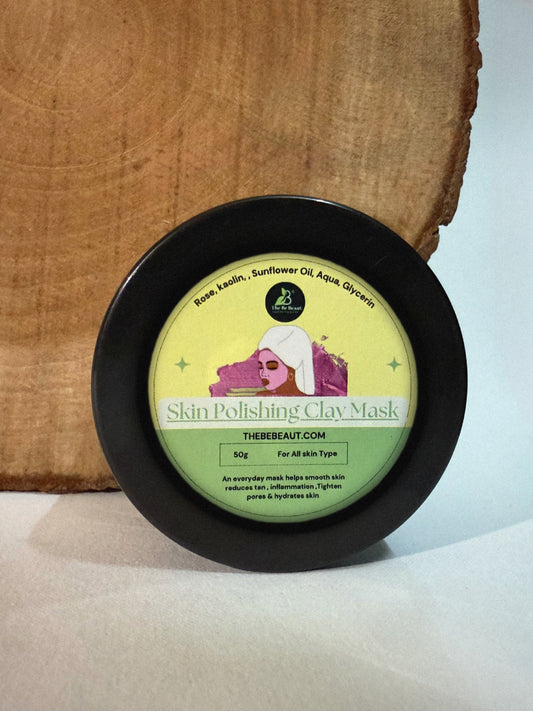 Rose, kaolin, , Sunflower Oil, Aqua, Glycerin
B
The Be Beaut
Skin Polishing Clay Mask
THEBEBEAUT.COM
50g For All skin Type
An everyday mask helps smooth skin
reduces tan , inflammation ,Tighten
pores & hydrates skin